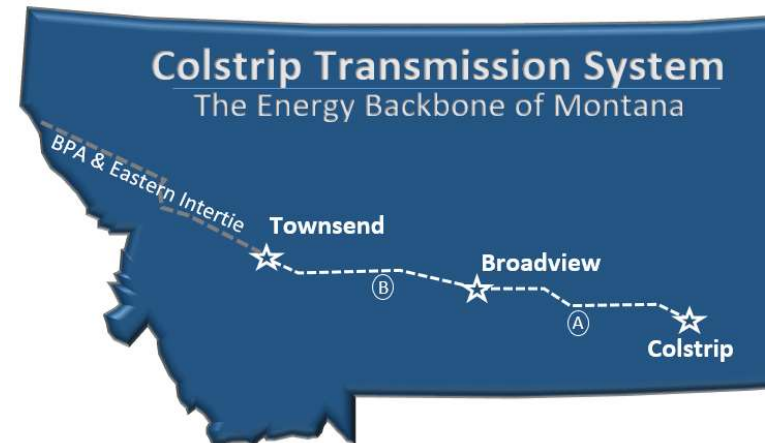 Colstrip Transmission System
The Energy Backbone of Montana
BPA & Eastern Intertie
Townsend
Broadview
B
A
Colstrip